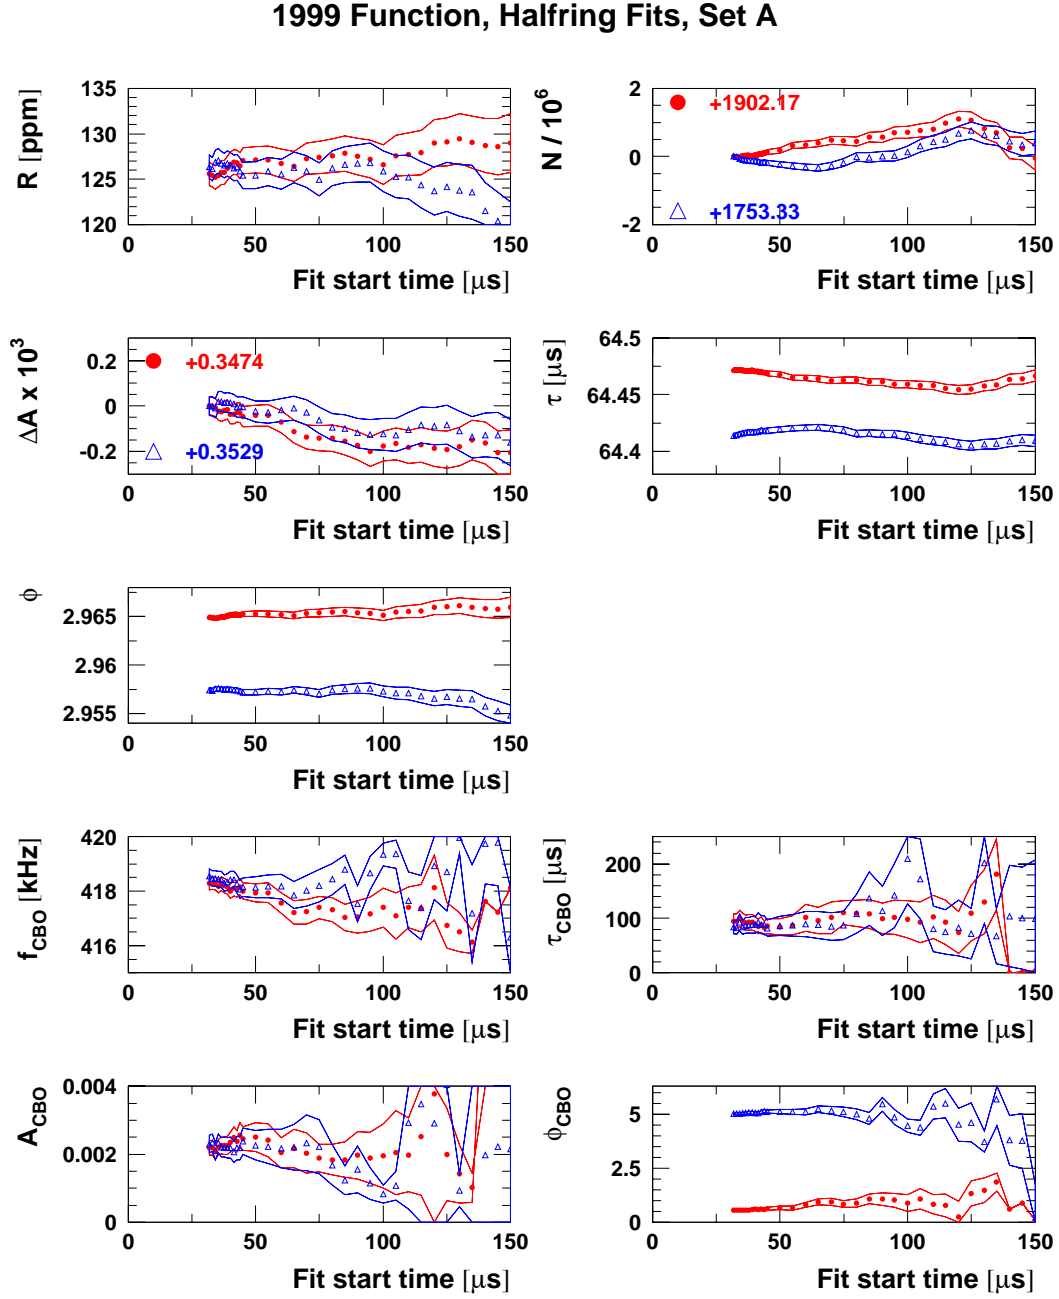 1999 Function, Halfring Fits, Set A
R [ppm]
135
130
125
120
0 50 100 150
Fit start time [μs]
N / 10⁶
2
0
-2
+1902.17
+1753.33
0 50 100 150
Fit start time [μs]
ΔA x 10³
0.2
0
-0.2
+0.3474
+0.3529
0 50 100 150
Fit start time [μs]
τ [μs]
64.5
64.45
64.4
0 50 100 150
Fit start time [μs]
ϕ
2.965
2.96
2.955
0 50 100 150
Fit start time [μs]
f_CBO [kHz]
420
418
416
0 50 100 150
Fit start time [μs]
τ_CBO [μs]
200
100
0
0 50 100 150
Fit start time [μs]
A_CBO
0.004
0.002
0
0 50 100 150
Fit start time [μs]
ϕ_CBO
5
2.5
0
0 50 100 150
Fit start time [μs]